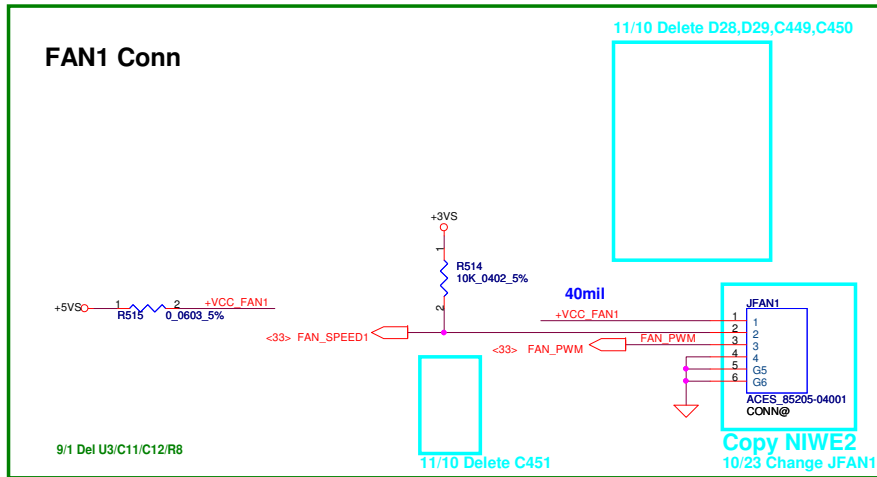 11/10 Delete D28,D29,C449,C450
FAN1 Conn
+3VS
1
R514
10K_0402_5%
2
40mil
+5VS
1
2
+VCC_FAN1
R515
0_0603_5%
+VCC_FAN1
JFAN1
1
1
2
2
<33> FAN_SPEED1
3
3
<33> FAN_PWM
FAN_PWM
4
4
5
G5
6
G6
ACES_85205-04001
CONN@
Copy NIWE2
9/1 Del U3/C11/C12/R8
11/10 Delete C451
10/23 Change JFAN1